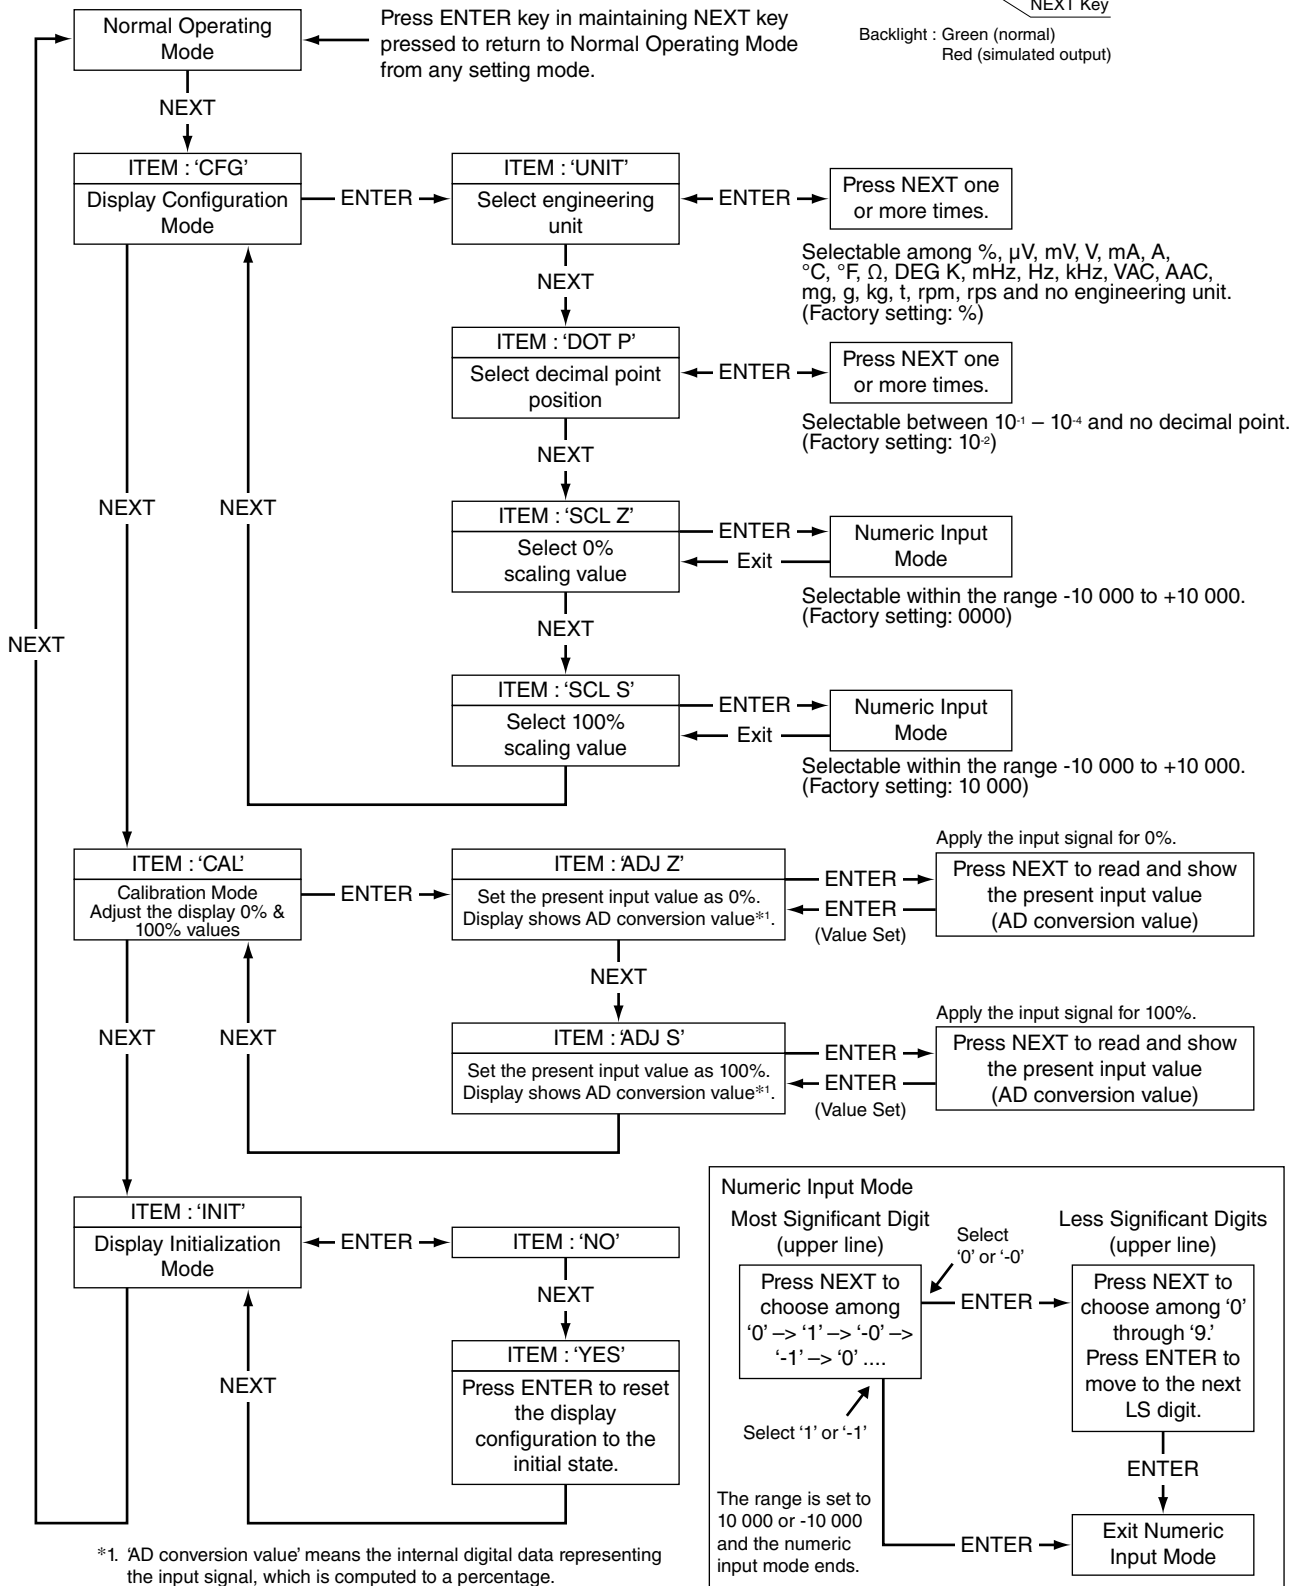 NEXT Key
Backlight : Green (normal)
Red (simulated output)
Normal Operating
Mode
Press ENTER key in maintaining NEXT key
pressed to return to Normal Operating Mode
from any setting mode.
NEXT
ITEM : ‘CFG’
Display Configuration
Mode
ENTER
ITEM : ‘UNIT’
Select engineering
unit
ENTER
Press NEXT one
or more times.
Selectable among %, µV, mV, V, mA, A,
°C, °F, Ω, DEG K, mHz, Hz, kHz, VAC, AAC,
mg, g, kg, t, rpm, rps and no engineering unit.
(Factory setting: %)
NEXT
ITEM : ‘DOT P’
Select decimal point
position
ENTER
Press NEXT one
or more times.
Selectable between 10-1 – 10-4 and no decimal point.
(Factory setting: 10-2)
NEXT
NEXT
NEXT
ITEM : ‘SCL Z’
Select 0%
scaling value
ENTER
Exit
Numeric Input
Mode
Selectable within the range -10 000 to +10 000.
(Factory setting: 0000)
NEXT
NEXT
ITEM : ‘SCL S’
Select 100%
scaling value
ENTER
Exit
Numeric Input
Mode
Selectable within the range -10 000 to +10 000.
(Factory setting: 10 000)
ITEM : ‘CAL’
Calibration Mode
Adjust the display 0% &
100% values
ENTER
ITEM : ‘ADJ Z’
Set the present input value as 0%.
Display shows AD conversion value*1.
ENTER
ENTER
(Value Set)
Apply the input signal for 0%.
Press NEXT to read and show
the present input value
(AD conversion value)
NEXT
NEXT
NEXT
ITEM : ‘ADJ S’
Set the present input value as 100%.
Display shows AD conversion value*1.
ENTER
ENTER
(Value Set)
Apply the input signal for 100%.
Press NEXT to read and show
the present input value
(AD conversion value)
ITEM : ‘INIT’
Display Initialization
Mode
ENTER
ITEM : ‘NO’
NEXT
NEXT
ITEM : ‘YES’
Press ENTER to reset
the display
configuration to the
initial state.
Numeric Input Mode
Most Significant Digit
(upper line)
Select
‘0’ or ‘-0’
Less Significant Digits
(upper line)
Press NEXT to
choose among
‘0’ –> ‘1’ –> ‘-0’ –>
‘-1’ –> ‘0’ ....
ENTER
Press NEXT to
choose among ‘0’
through ‘9.’
Press ENTER to
move to the next
LS digit.
Select ‘1’ or ‘-1’
ENTER
The range is set to
10 000 or -10 000
and the numeric
input mode ends.
ENTER
Exit Numeric
Input Mode
*1. ‘AD conversion value’ means the internal digital data representing
the input signal, which is computed to a percentage.